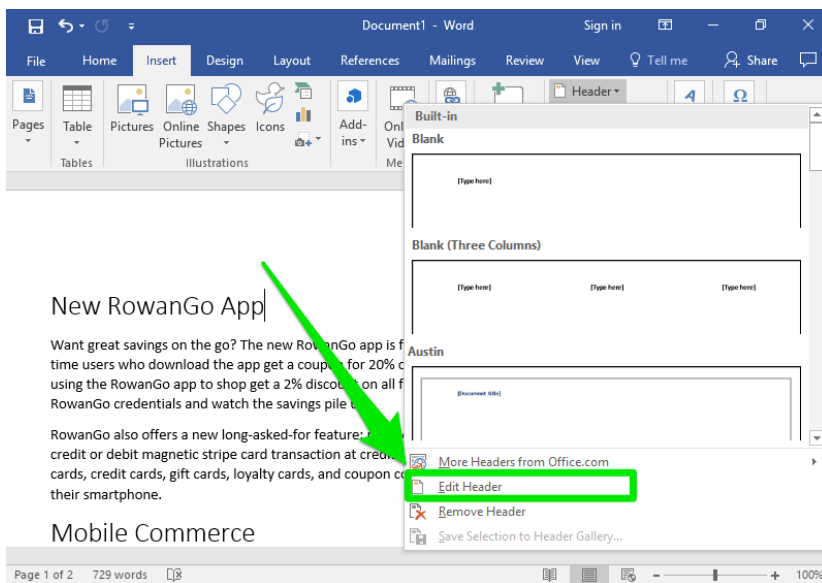 Document1 - Word
Sign in
File Home Insert Design Layout References Mailings Review View Tell me Share
Pages
Table
Pictures
Online
Pictures
Shapes
Icons
Add-
ins
Header
Tables
Illustrations
Built-in
Blank
[Type here]
Blank (Three Columns)
[Type here] [Type here] [Type here]
Austin
[Document title]
More Headers from Office.com
Edit Header
Remove Header
Save Selection to Header Gallery...
New RowanGo App
Want great savings on the go? The new RowanGo app is f
time users who download the app get a coupon for 20% o
using the RowanGo app to shop get a 2% discount on all f
RowanGo credentials and watch the savings pile
RowanGo also offers a new long-asked-for feature:
credit or debit magnetic stripe card transaction at
cards, credit cards, gift cards, loyalty cards, and coupon co
their smartphone.
Mobile Commerce
Page 1 of 2 729 words 100%